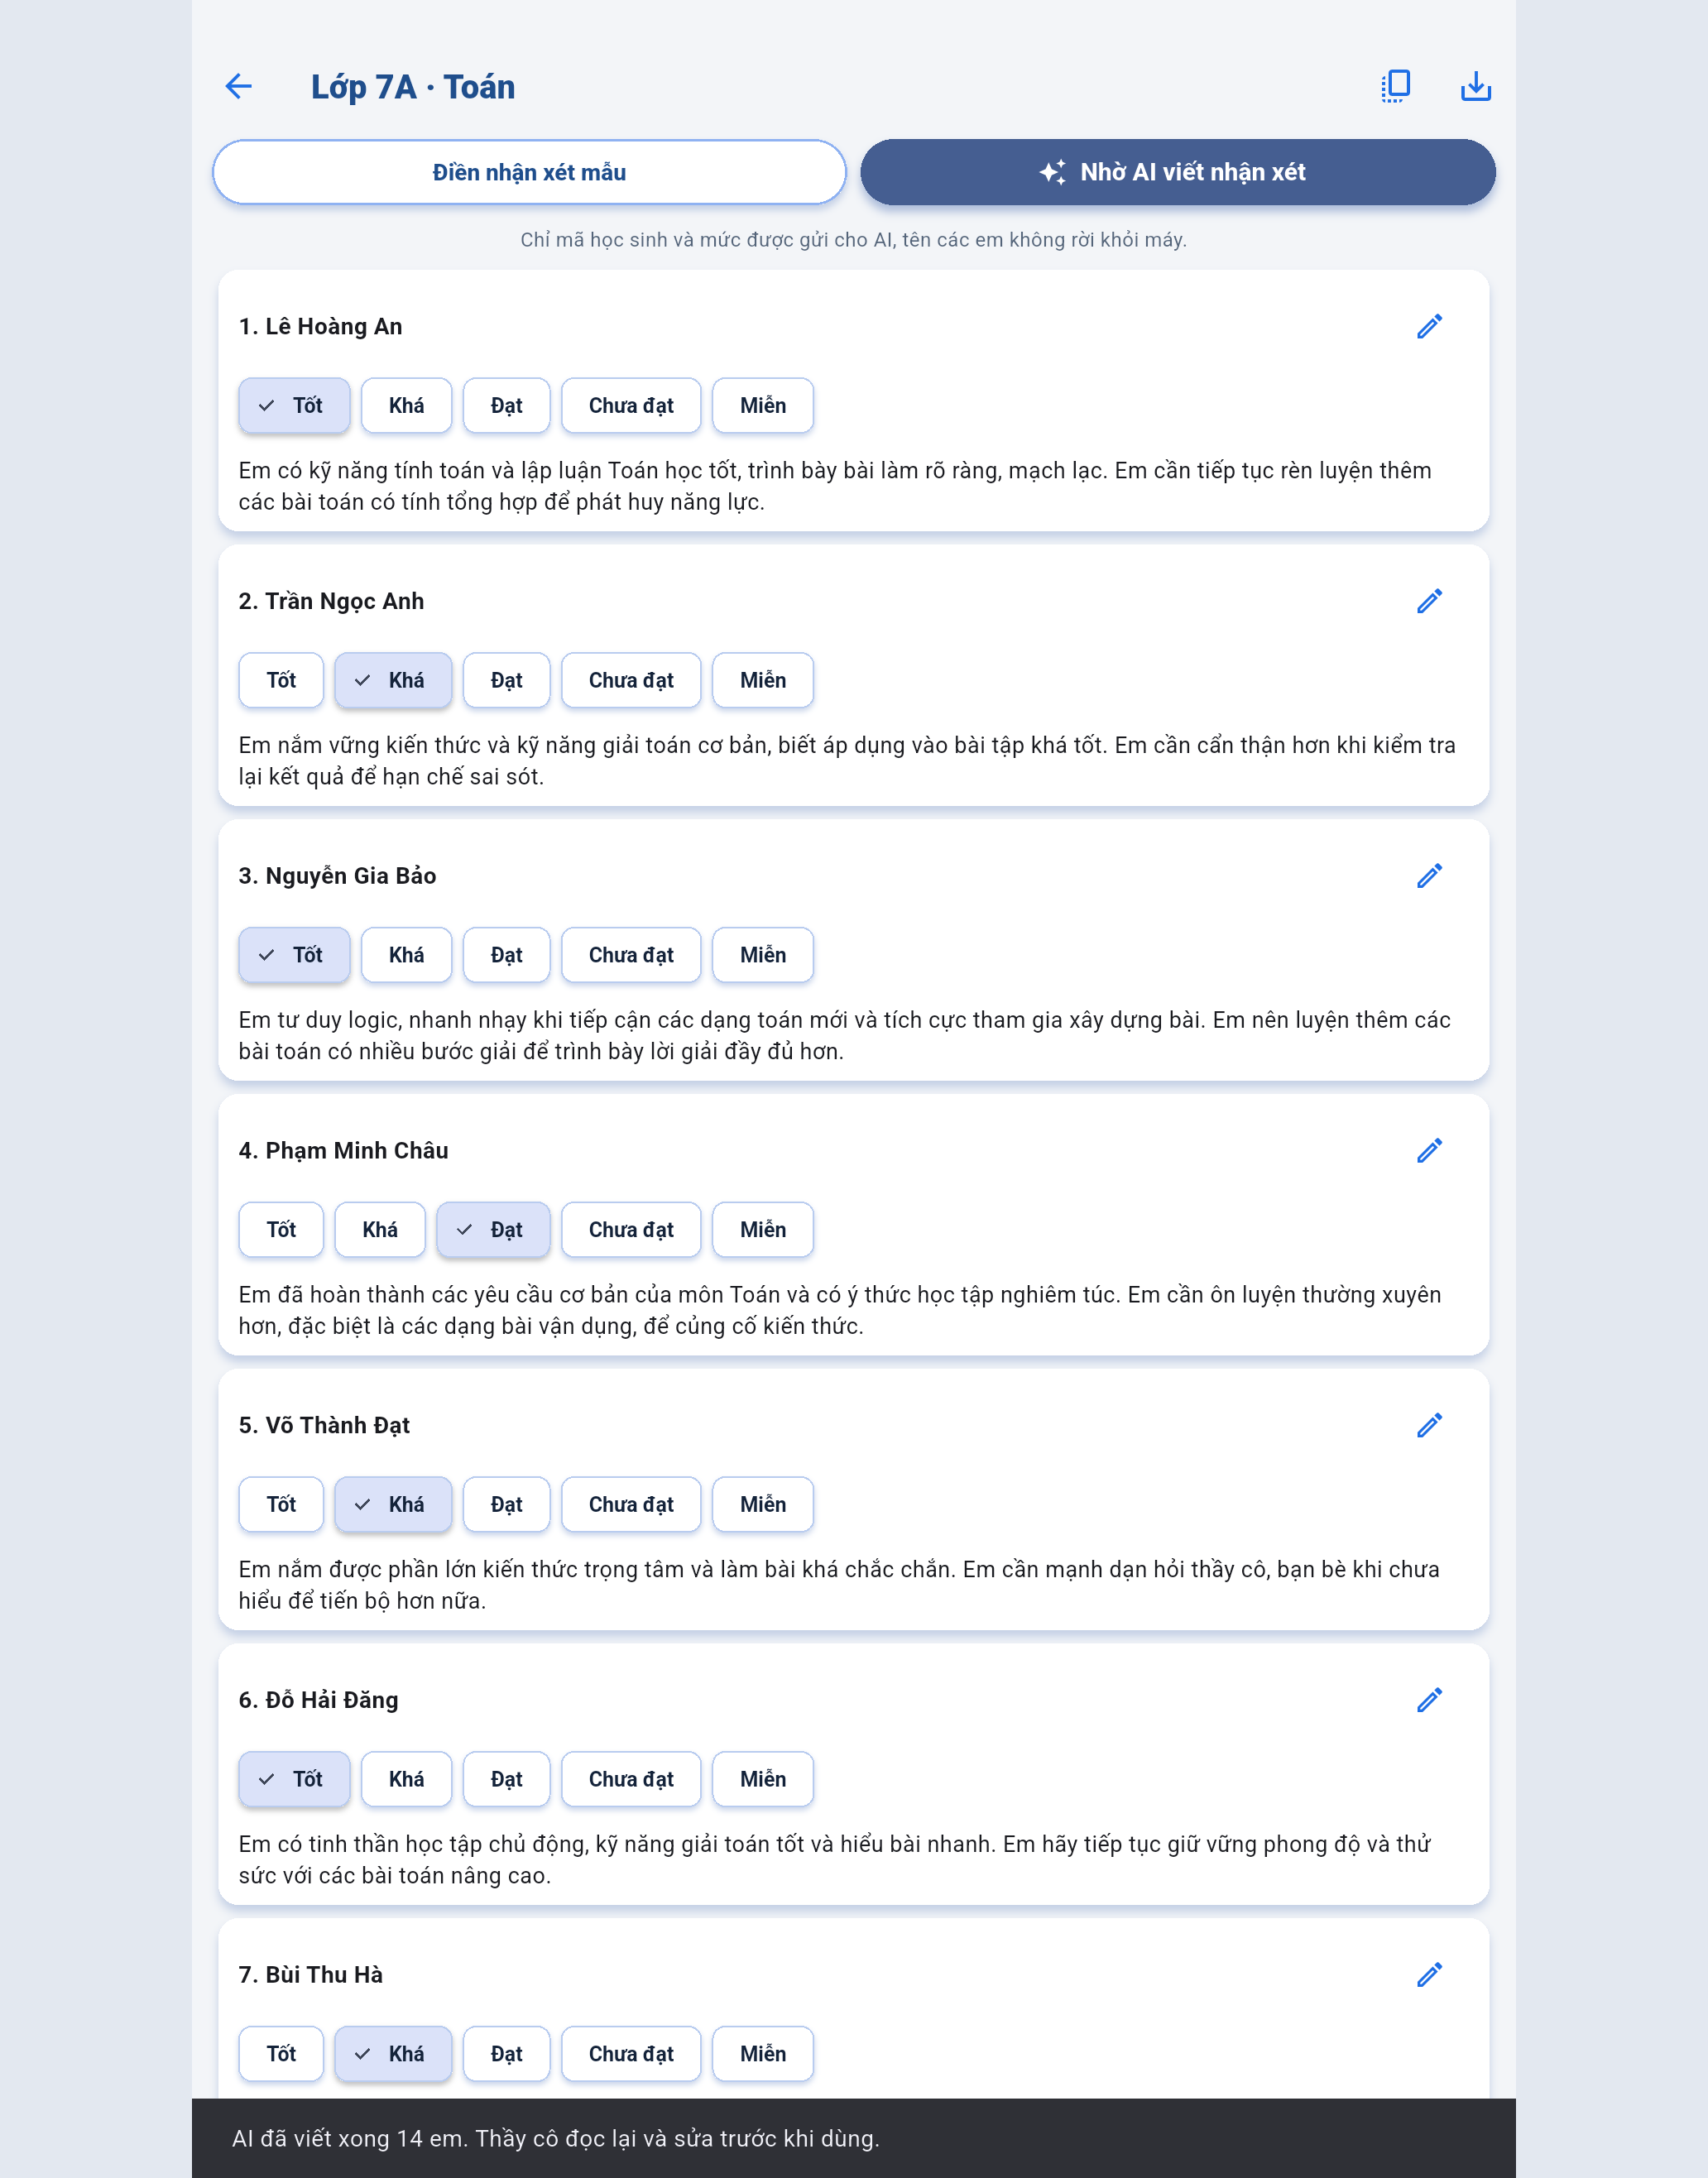 Lớp 7A · Toán
Điền nhận xét mẫu
Nhờ AI viết nhận xét
Chỉ mã học sinh và mức được gửi cho AI, tên các em không rời khỏi máy.
1. Lê Hoàng An
Tốt Khá Đạt Chưa đạt Miễn
Em có kỹ năng tính toán và lập luận Toán học tốt, trình bày bài làm rõ ràng, mạch lạc. Em cần tiếp tục rèn luyện thêm
các bài toán có tính tổng hợp để phát huy năng lực.
2. Trần Ngọc Anh
Tốt Khá Đạt Chưa đạt Miễn
Em nắm vững kiến thức và kỹ năng giải toán cơ bản, biết áp dụng vào bài tập khá tốt. Em cần cẩn thận hơn khi kiểm tra
lại kết quả để hạn chế sai sót.
3. Nguyễn Gia Bảo
Tốt Khá Đạt Chưa đạt Miễn
Em tư duy logic, nhanh nhạy khi tiếp cận các dạng toán mới và tích cực tham gia xây dựng bài. Em nên luyện thêm các
bài toán có nhiều bước giải để trình bày lời giải đầy đủ hơn.
4. Phạm Minh Châu
Tốt Khá Đạt Chưa đạt Miễn
Em đã hoàn thành các yêu cầu cơ bản của môn Toán và có ý thức học tập nghiêm túc. Em cần ôn luyện thường xuyên
hơn, đặc biệt là các dạng bài vận dụng, để củng cố kiến thức.
5. Võ Thành Đạt
Tốt Khá Đạt Chưa đạt Miễn
Em nắm được phần lớn kiến thức trọng tâm và làm bài khá chắc chắn. Em cần mạnh dạn hỏi thầy cô, bạn bè khi chưa
hiểu để tiến bộ hơn nữa.
6. Đỗ Hải Đăng
Tốt Khá Đạt Chưa đạt Miễn
Em có tinh thần học tập chủ động, kỹ năng giải toán tốt và hiểu bài nhanh. Em hãy tiếp tục giữ vững phong độ và thử
sức với các bài toán nâng cao.
7. Bùi Thu Hà
Tốt Khá Đạt Chưa đạt Miễn
AI đã viết xong 14 em. Thầy cô đọc lại và sửa trước khi dùng.